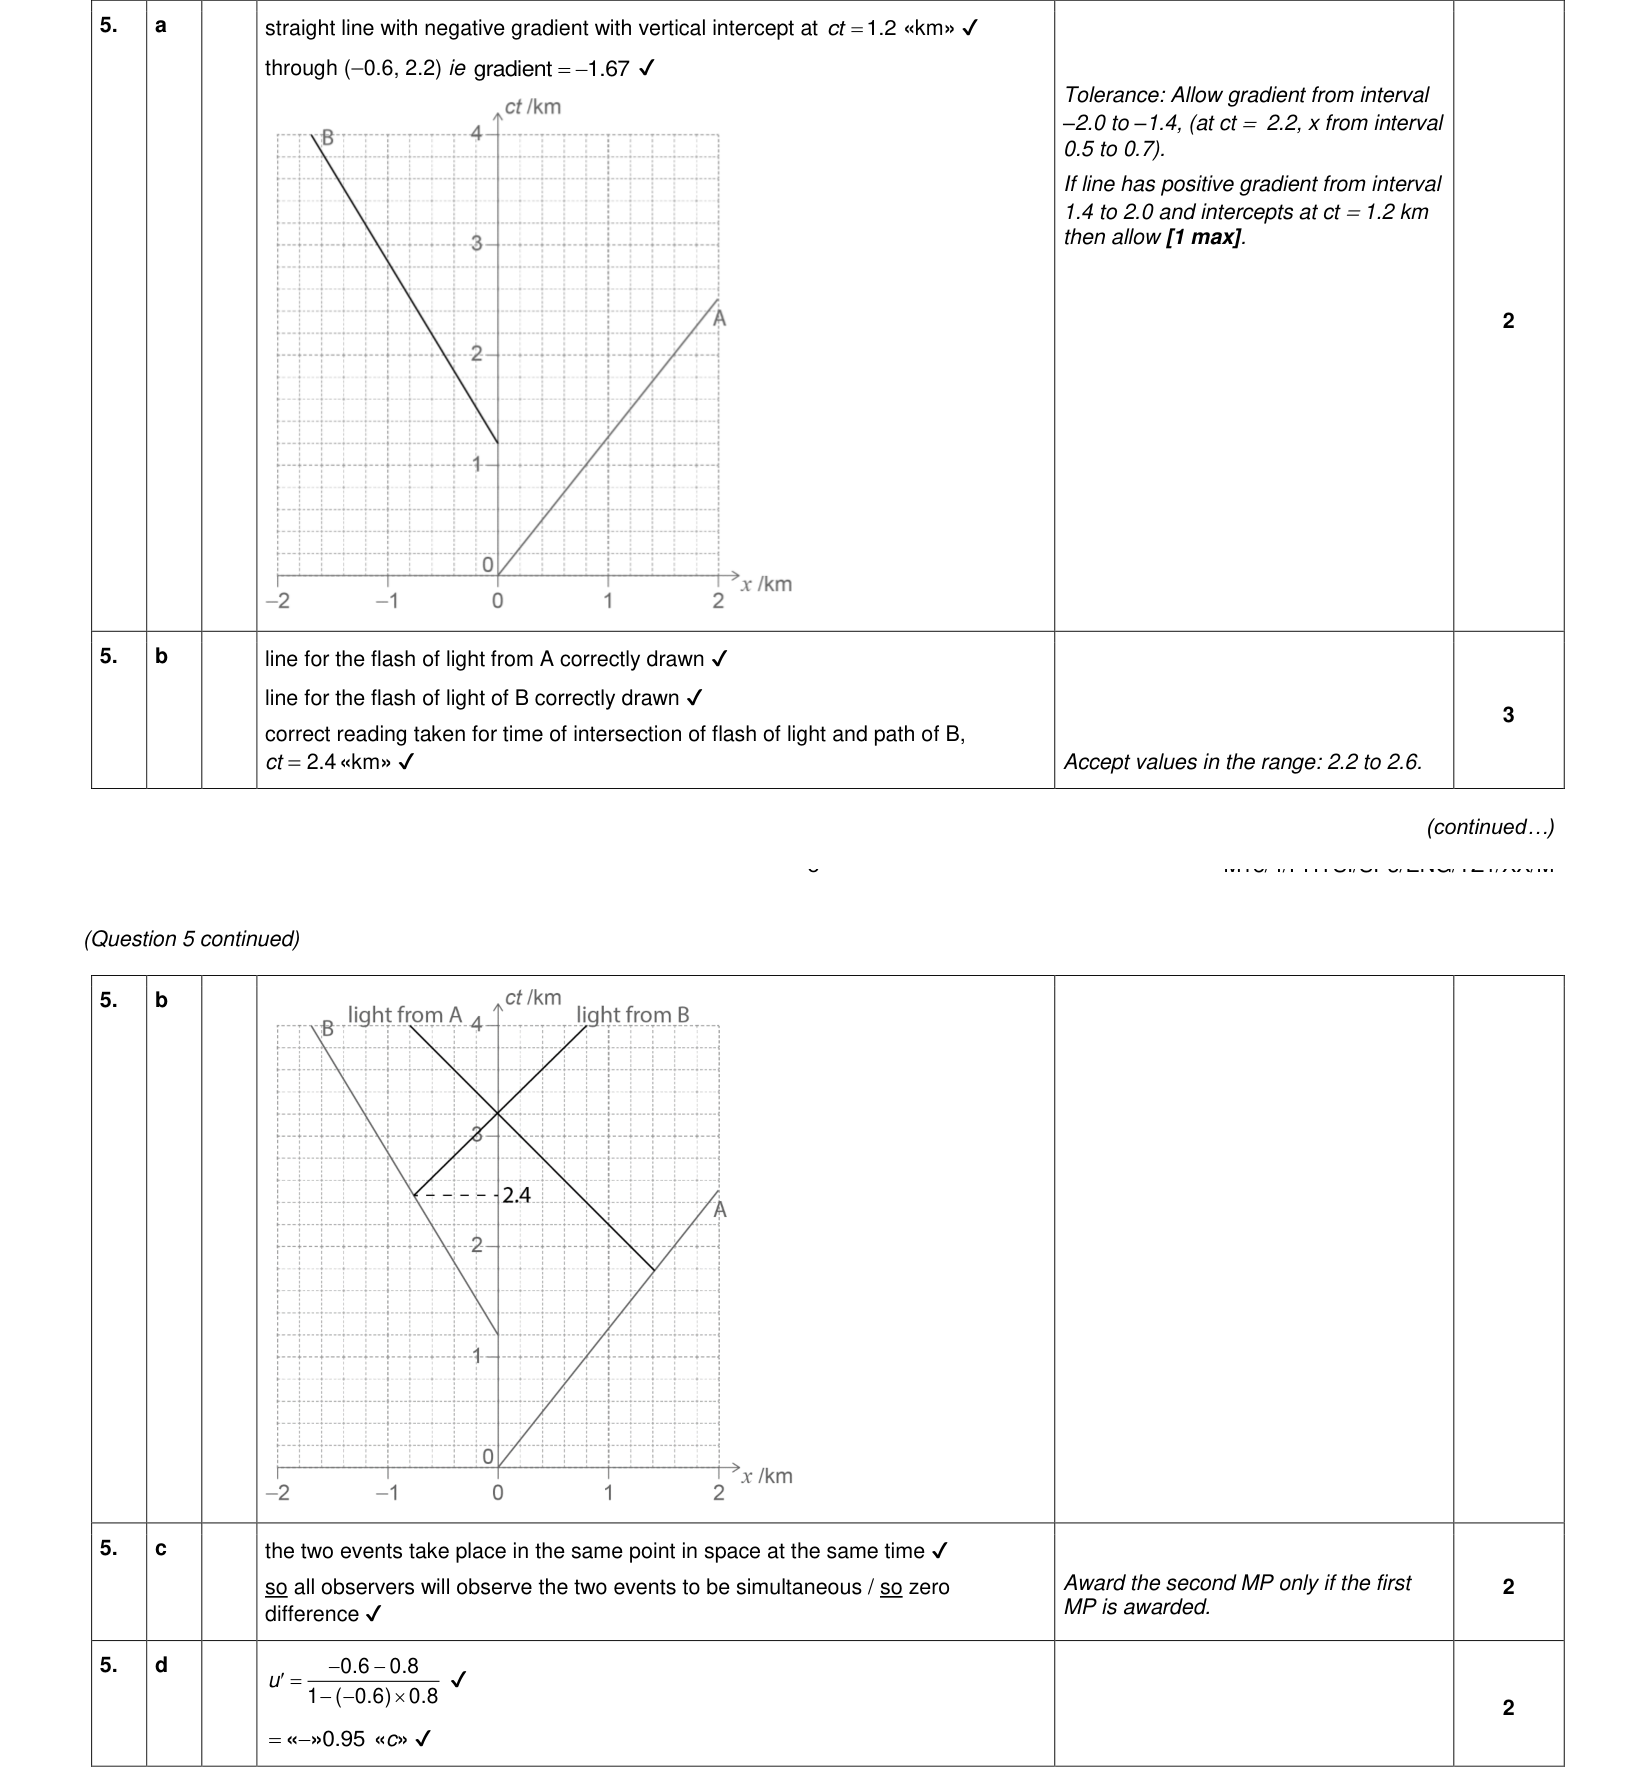 5. a straight line with negative gradient with vertical intercept at ct = 1.2 «km» ✓
through (−0.6, 2.2) ie gradient = −1.67 ✓
Tolerance: Allow gradient from interval
−2.0 to −1.4, (at ct = 2.2, x from interval
0.5 to 0.7).
If line has positive gradient from interval
1.4 to 2.0 and intercepts at ct = 1.2 km
then allow [1 max].
2
ct /km
B
4
3
A
2
1
0
x /km
−2 −1 0 1 2
5. b line for the flash of light from A correctly drawn ✓
line for the flash of light of B correctly drawn ✓
correct reading taken for time of intersection of flash of light and path of B,
ct = 2.4 «km» ✓
Accept values in the range: 2.2 to 2.6.
3
(continued…)
(Question 5 continued)
5. b
ct /km
light from A light from B
B
4
3
2.4
A
2
1
0
x /km
−2 −1 0 1 2
5. c the two events take place in the same point in space at the same time ✓
so all observers will observe the two events to be simultaneous / so zero
difference ✓
Award the second MP only if the first
MP is awarded.
2
5. d u′ = −0.6 − 0.8 / 1 − (−0.6) × 0.8 ✓
= «−»0.95 «c» ✓
2